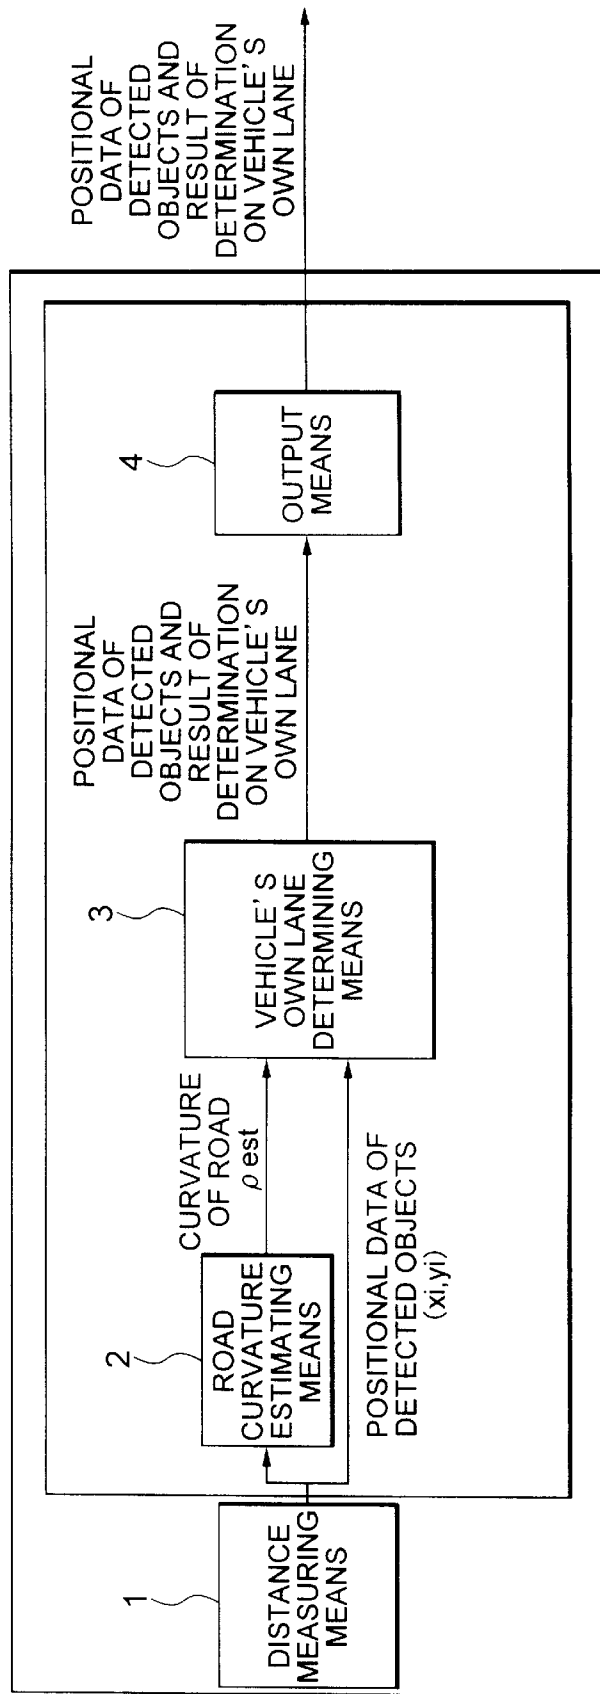 1
DISTANCE
MEASURING
MEANS
2
ROAD
CURVATURE
ESTIMATING
MEANS
CURVATURE
OF ROAD
ρ est
POSITIONAL DATA OF
DETECTED OBJECTS
(xi,yi)
3
VEHICLE'S
OWN LANE
DETERMINING
MEANS
POSITIONAL
DATA OF
DETECTED
OBJECTS AND
RESULT OF
DETERMINATION
ON VEHICLE'S
OWN LANE
4
OUTPUT
MEANS
POSITIONAL
DATA OF
DETECTED
OBJECTS AND
RESULT OF
DETERMINATION
ON VEHICLE'S
OWN LANE